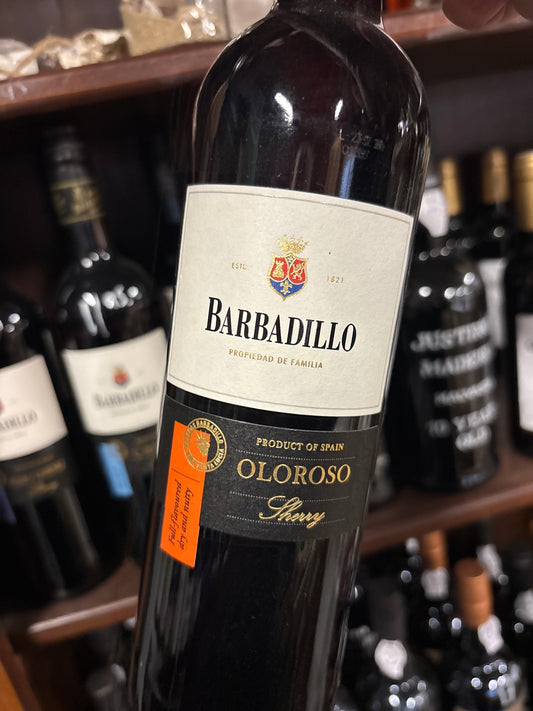 ESTD.
1821
BARBADILLO
PROPIEDAD DE FAMILIA
PRODUCT OF SPAIN
OLOROSO
Sherry
Full-flavoured
dry and nutty
BARBADILLO
BARBADILLO
JUSTINO
MADEIRA
10 YEARS
OLD